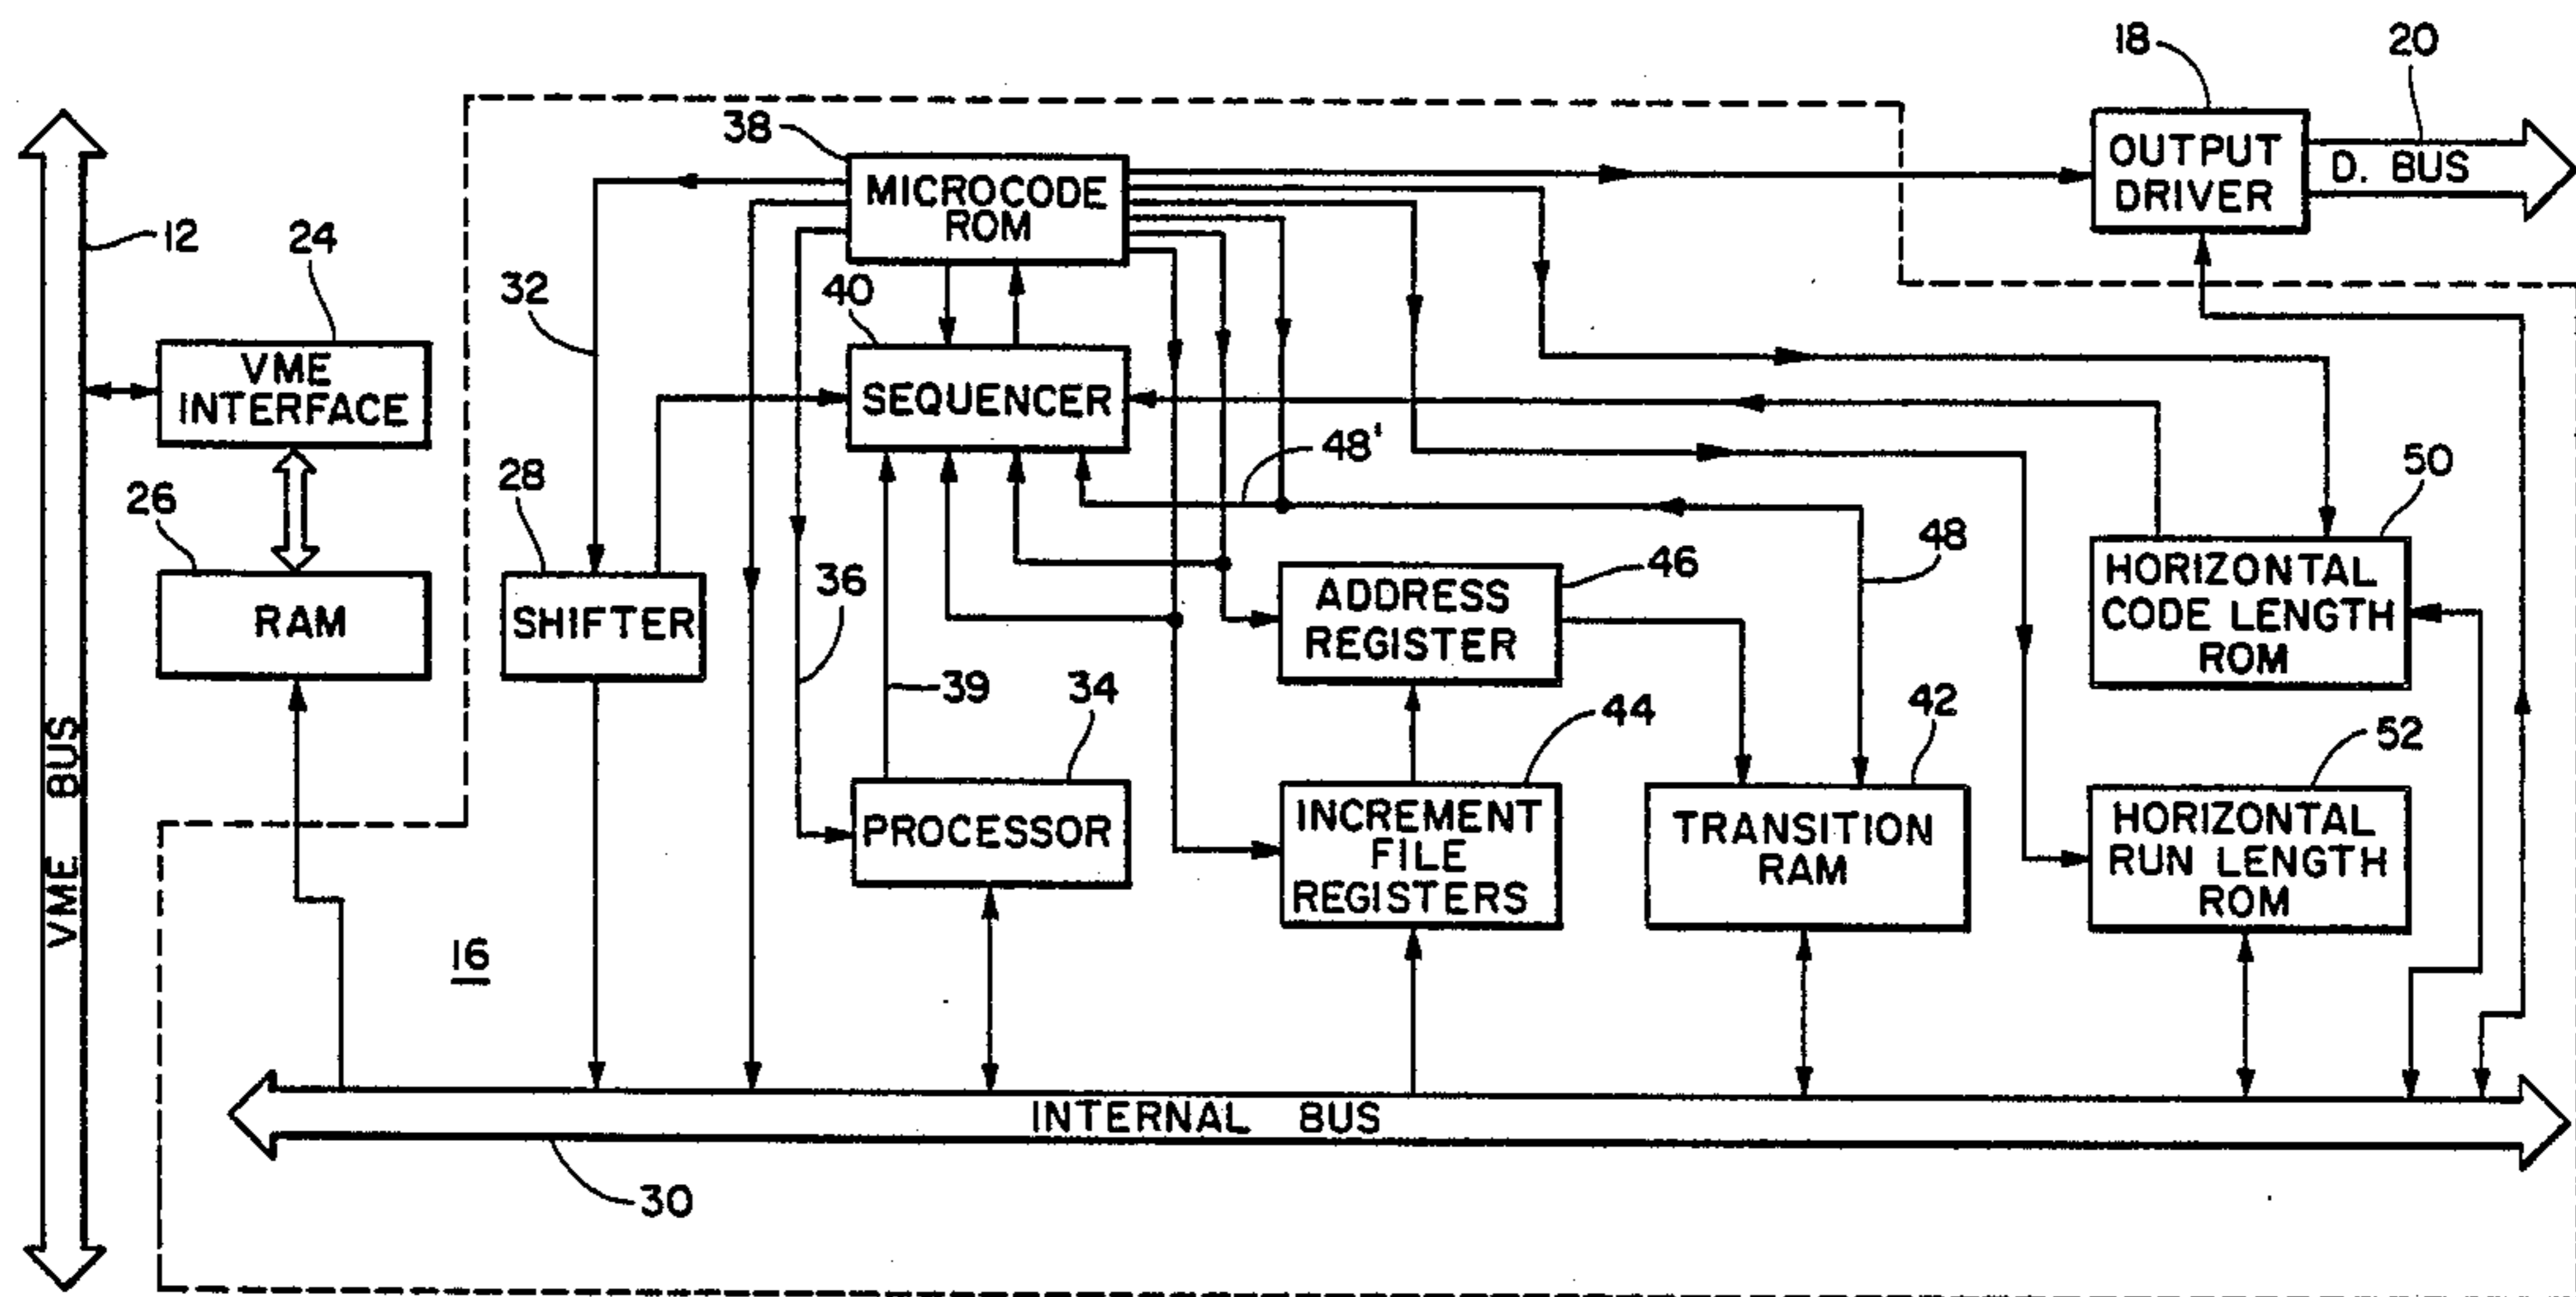 18
20
38
OUTPUT
DRIVER
D. BUS
MICROCODE
ROM
12
24
32
40
VME
INTERFACE
SEQUENCER
48'
50
26
28
36
46
48
RAM
SHIFTER
ADDRESS
REGISTER
HORIZONTAL
CODE LENGTH
ROM
39
34
44
42
52
VME BUS
PROCESSOR
INCREMENT
FILE
REGISTERS
TRANSITION
RAM
HORIZONTAL
RUN LENGTH
ROM
16
INTERNAL BUS
30